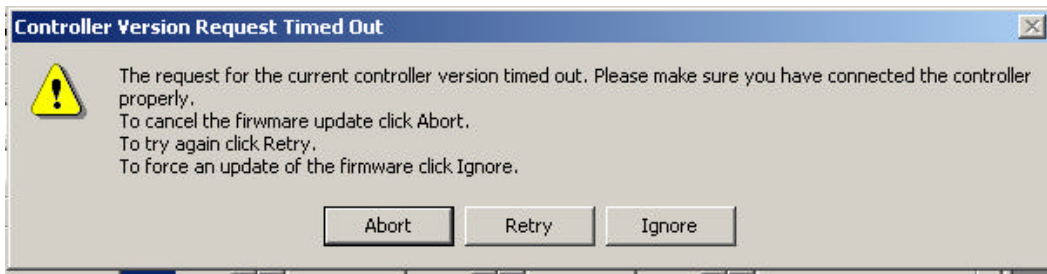 Controller Version Request Timed Out
The request for the current controller version timed out. Please make sure you have connected the controller
properly.
To cancel the firwmare update click Abort.
To try again click Retry.
To force an update of the firmware click Ignore.
Abort Retry Ignore